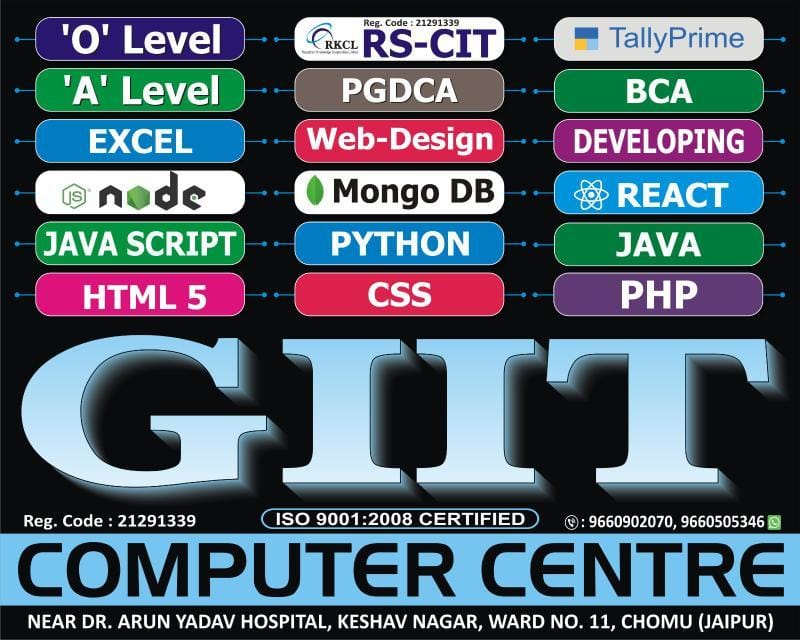 'O' Level
RKCL
Reg. Code : 21291339
RS-CIT
TallyPrime
'A' Level
PGDCA
BCA
EXCEL
Web-Design
DEVELOPING
JS node
Mongo DB
REACT
JAVA SCRIPT
PYTHON
JAVA
HTML 5
CSS
PHP
GIIT
Reg. Code : 21291339
ISO 9001:2008 CERTIFIED
: 9660902070, 9660505346
COMPUTER CENTRE
NEAR DR. ARUN YADAV HOSPITAL, KESHAV NAGAR, WARD NO. 11, CHOMU (JAIPUR)